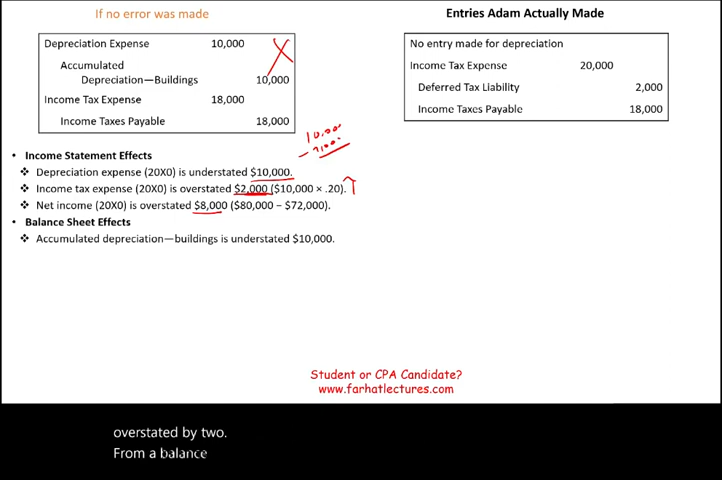 If no error was made
Depreciation Expense 10,000
Accumulated
Depreciation—Buildings 10,000
Income Tax Expense 18,000
Income Taxes Payable 18,000
Entries Adam Actually Made
No entry made for depreciation
Income Tax Expense 20,000
Deferred Tax Liability 2,000
Income Taxes Payable 18,000
• Income Statement Effects
10,000
- 2,000
❖ Depreciation expense (20X0) is understated $10,000.
❖ Income tax expense (20X0) is overstated $2,000 ($10,000 × .20).
❖ Net income (20X0) is overstated $8,000 ($80,000 − $72,000).
• Balance Sheet Effects
❖ Accumulated depreciation—buildings is understated $10,000.
Student or CPA Candidate?
www.farhatlectures.com
overstated by two.
From a balance